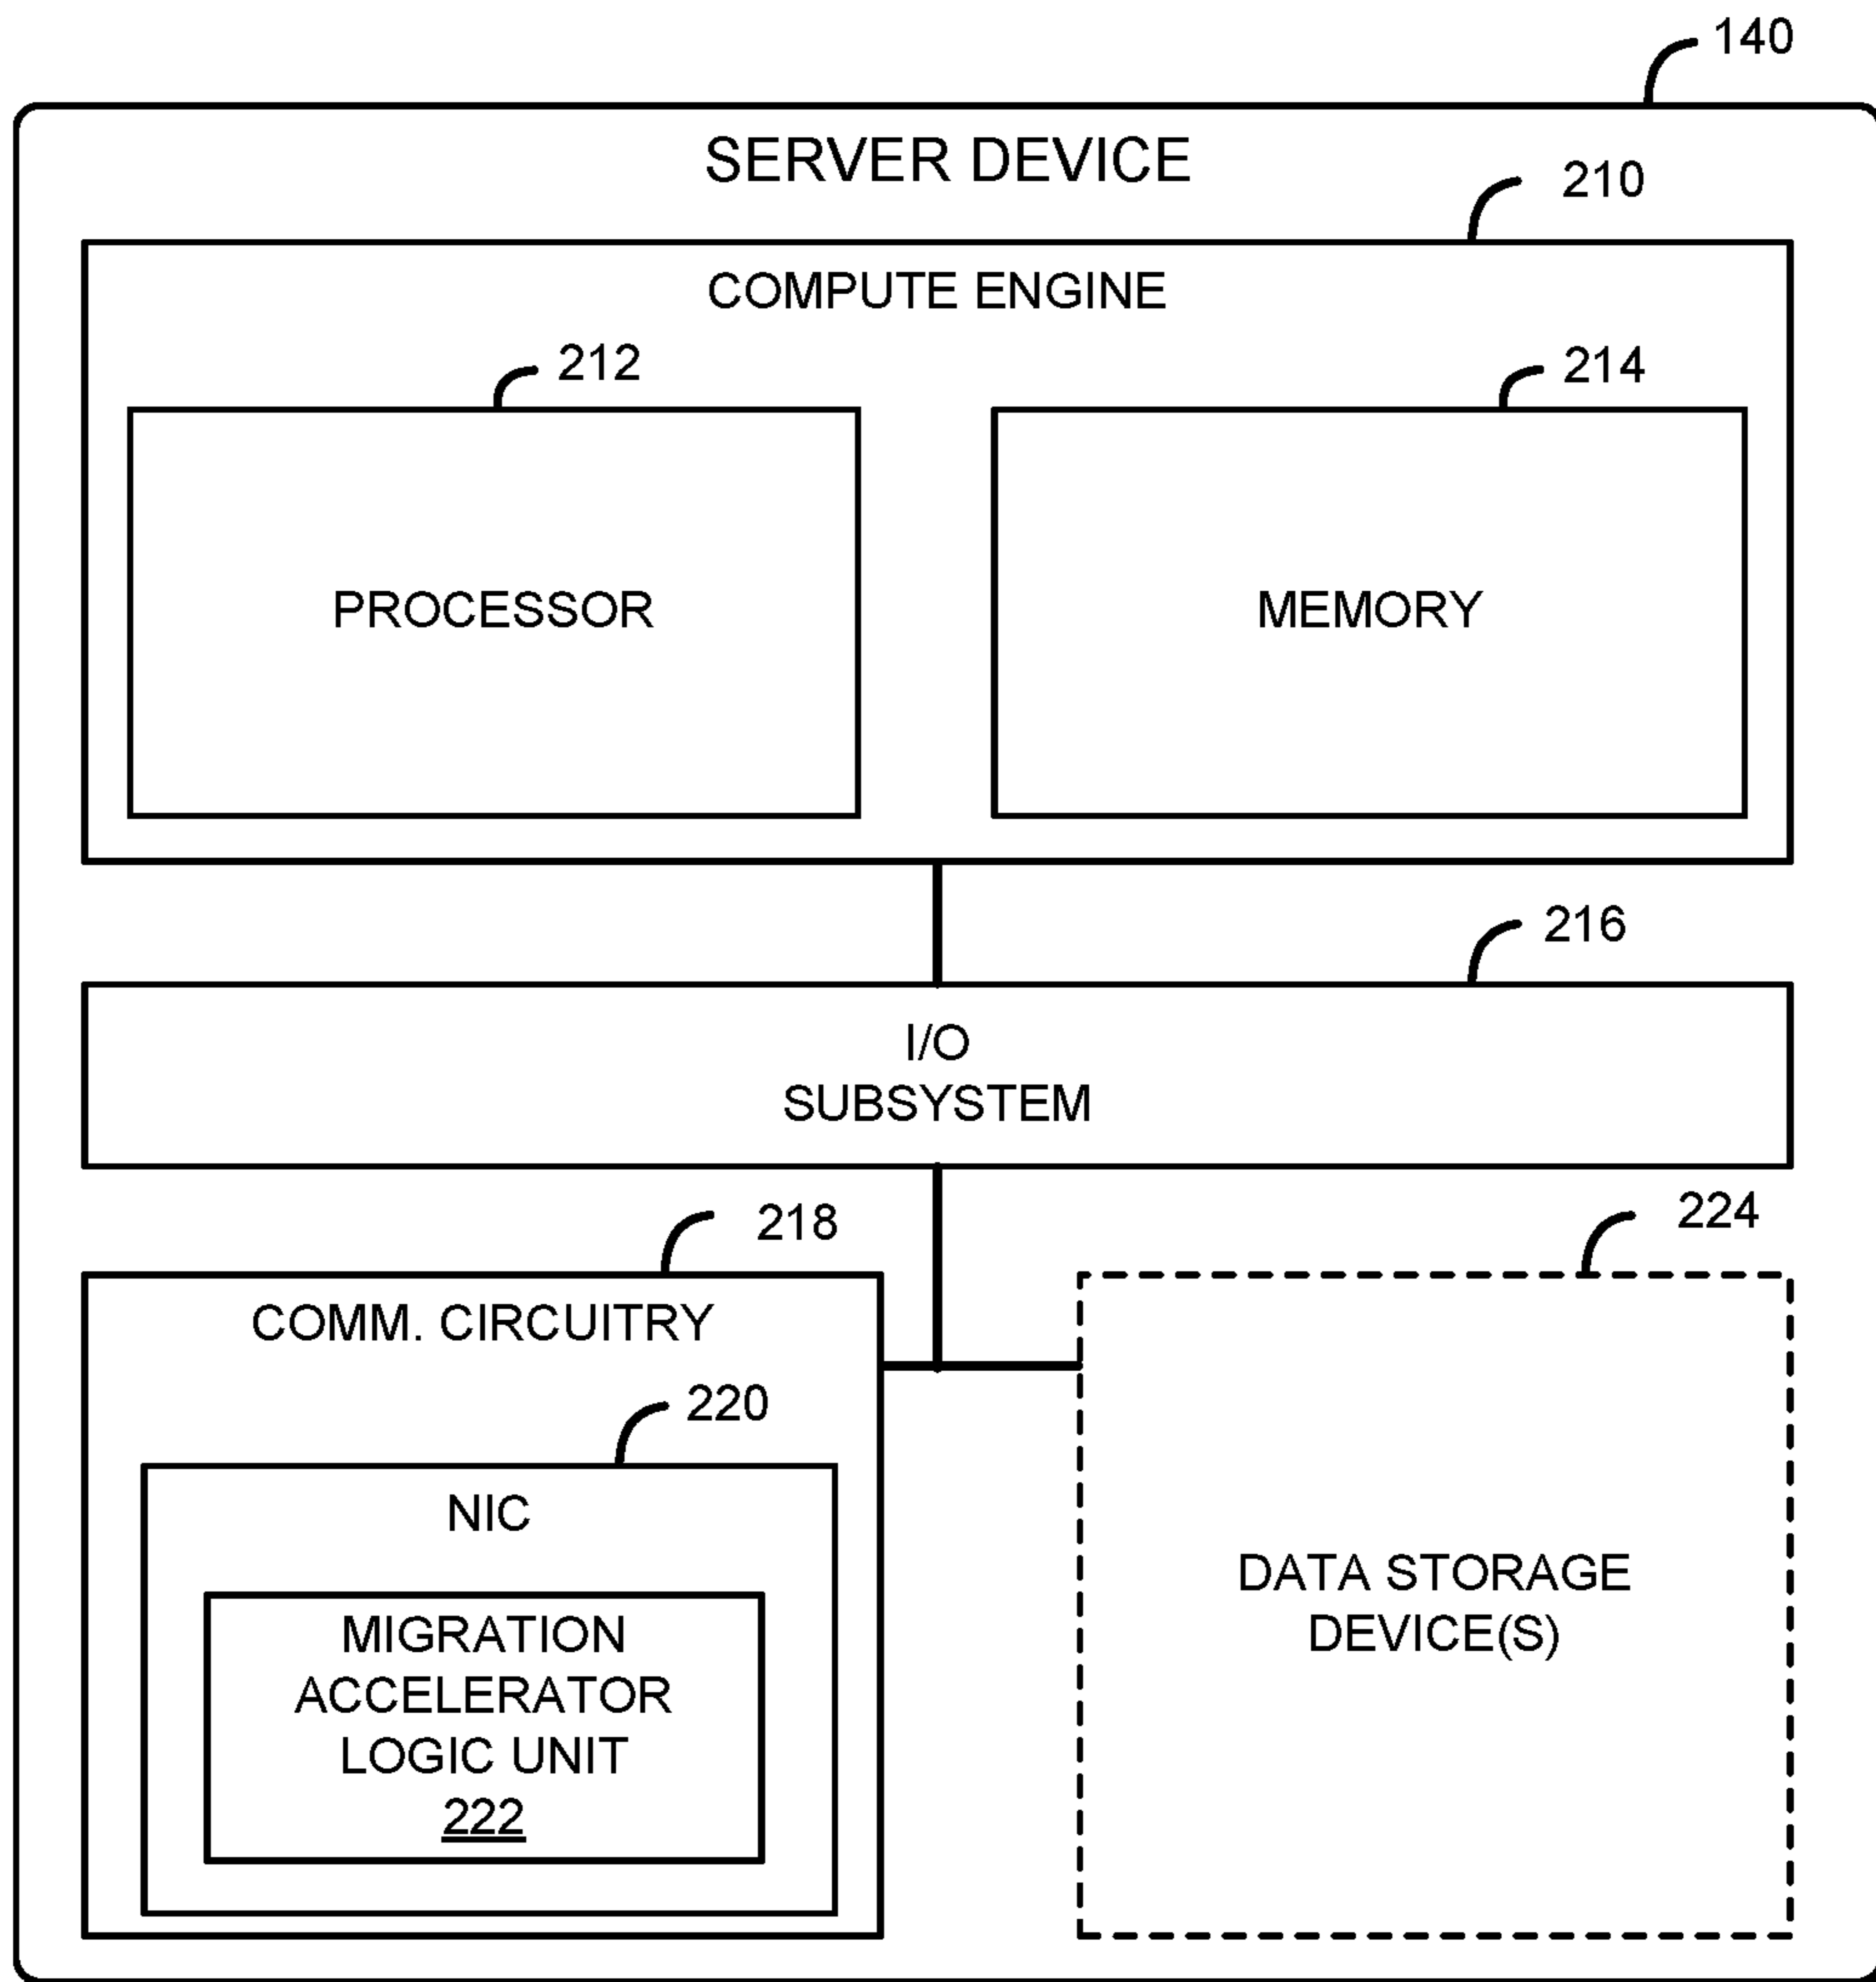 140
SERVER DEVICE
210
COMPUTE ENGINE
212
214
PROCESSOR
MEMORY
216
I/O
SUBSYSTEM
218
224
COMM. CIRCUITRY
220
NIC
MIGRATION
ACCELERATOR
LOGIC UNIT
222
DATA STORAGE
DEVICE(S)